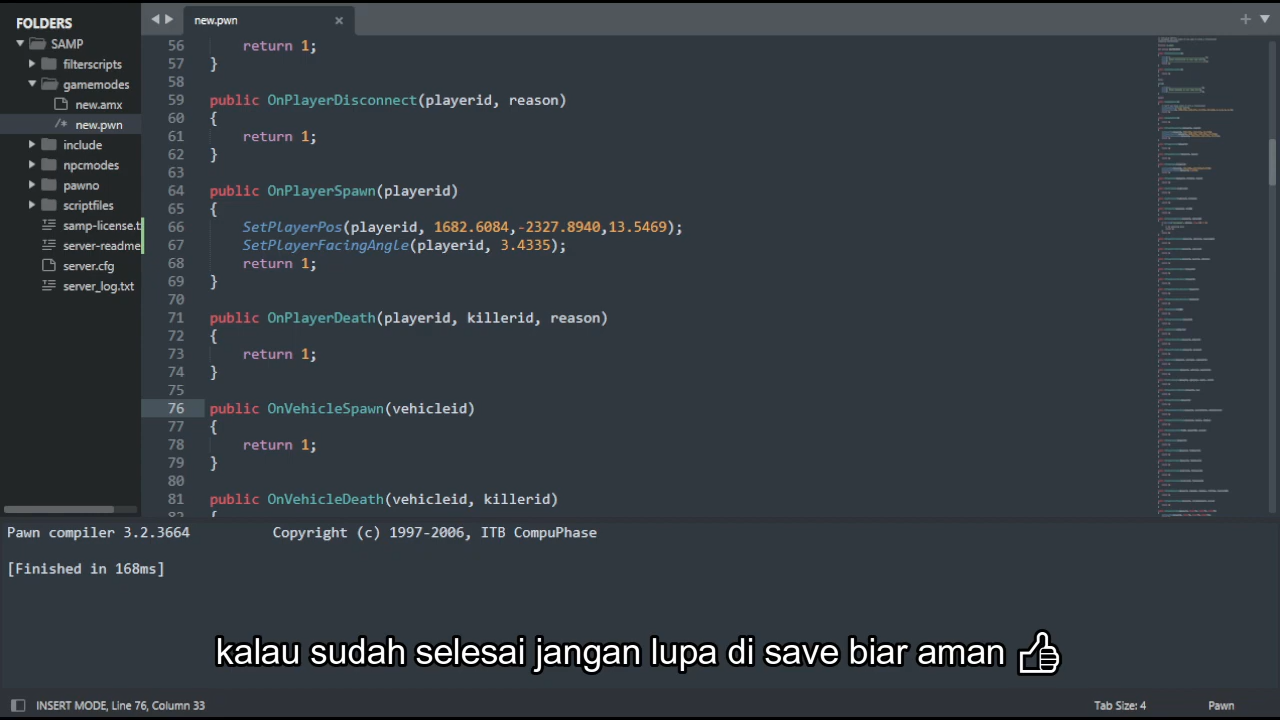 FOLDERS
SAMP
filterscripts
gamemodes
new.amx
/* new.pwn
include
npcmodes
pawno
scriptfiles
samp-license.t
server-readme
server.cfg
server_log.txt
new.pwn ×
56 return 1;
57 }
58
59 public OnPlayerDisconnect(playerid, reason)
60 {
61 return 1;
62 }
63
64 public OnPlayerSpawn(playerid)
65 {
66 SetPlayerPos(playerid, 1682.6084,-2327.8940,13.5469);
67 SetPlayerFacingAngle(playerid, 3.4335);
68 return 1;
69 }
70
71 public OnPlayerDeath(playerid, killerid, reason)
72 {
73 return 1;
74 }
75
76 public OnVehicleSpawn(vehicleid)
77 {
78 return 1;
79 }
80
81 public OnVehicleDeath(vehicleid, killerid)
82 {
Pawn compiler 3.2.3664 Copyright (c) 1997-2006, ITB CompuPhase
[Finished in 168ms]
kalau sudah selesai jangan lupa di save biar aman 👍
INSERT MODE, Line 76, Column 33 Tab Size: 4 Pawn